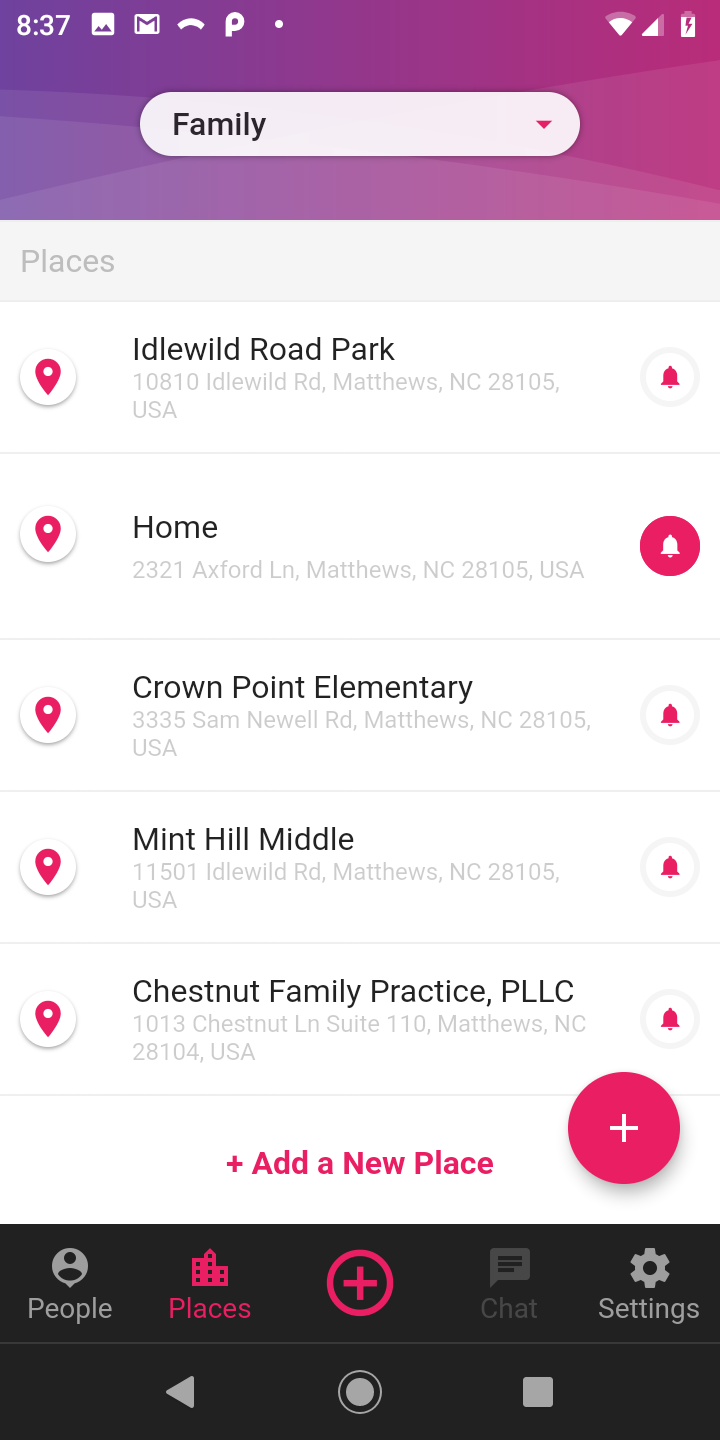 8:37
Family
Places
Idlewild Road Park
10810 Idlewild Rd, Matthews, NC 28105,
USA
Home
2321 Axford Ln, Matthews, NC 28105, USA
Crown Point Elementary
3335 Sam Newell Rd, Matthews, NC 28105,
USA
Mint Hill Middle
11501 Idlewild Rd, Matthews, NC 28105,
USA
Chestnut Family Practice, PLLC
1013 Chestnut Ln Suite 110, Matthews, NC
28104, USA
+ Add a New Place
People
Places
Chat
Settings